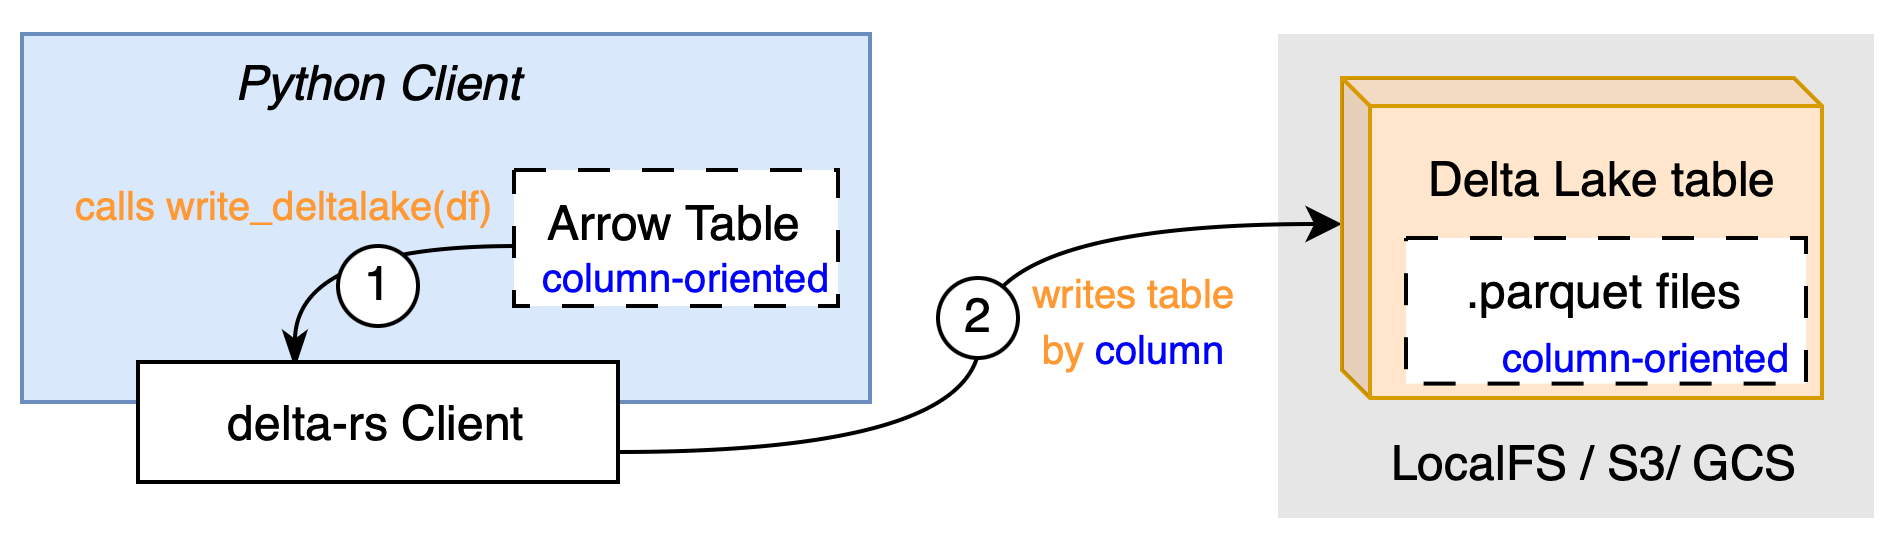 Python Client
calls write_deltalake(df)
Arrow Table
column-oriented
1
delta-rs Client
2
writes table
by column
Delta Lake table
.parquet files
column-oriented
LocalFS / S3/ GCS